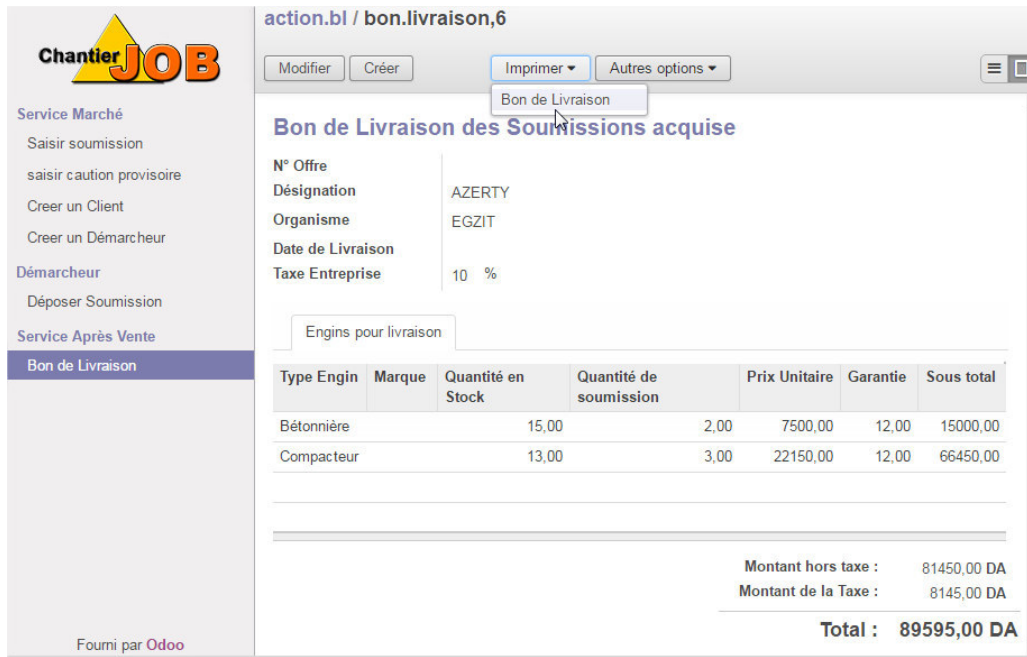 Chantier JOB
action.bl / bon.livraison,6
Modifier Créer Imprimer Autres options
Bon de Livraison
Service Marché
Saisir soumission
saisir caution provisoire
Creer un Client
Creer un Démarcheur
Démarcheur
Déposer Soumission
Service Après Vente
Bon de Livraison
Fourni par Odoo
Bon de Livraison des Soumissions acquise
N° Offre
Désignation AZERTY
Organisme EGZIT
Date de Livraison
Taxe Entreprise 10 %
Engins pour livraison
Type Engin Marque Quantité en Stock Quantité de soumission Prix Unitaire Garantie Sous total
Bétonnière 15,00 2,00 7500,00 12,00 15000,00
Compacteur 13,00 3,00 22150,00 12,00 66450,00
Montant hors taxe : 81450,00 DA
Montant de la Taxe : 8145,00 DA
Total : 89595,00 DA